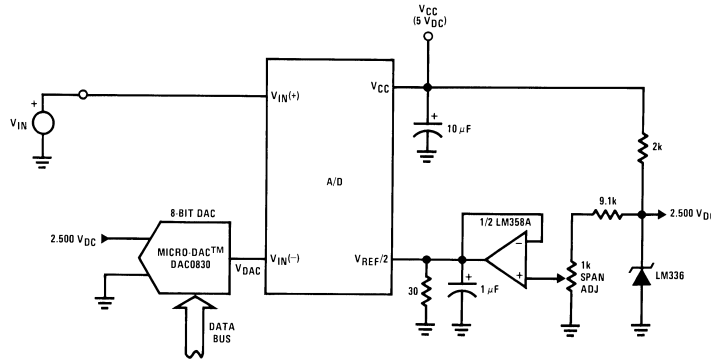 VCC
(5 VDC)
VIN(+)
VCC
+
VIN
+
10 μF
2k
A/D
8-BIT DAC
9.1k
2.500 VD
1/2 LM358A
2.500 VDC
MICRO-DAC™
DAC0830
VIN(−)
VDAC
VREF/2
−
+
30
+
1 μF
1k
SPAN
ADJ
LM336
DATA
BUS